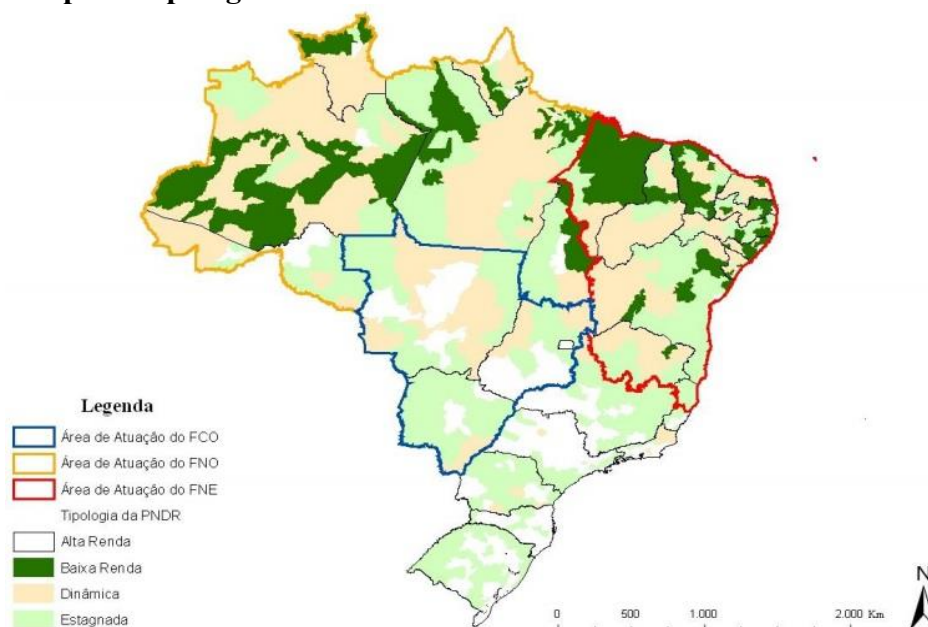 Legenda
Área de Atuação do FCO
Área de Atuação do FNO
Área de Atuação do FNE
Tipologia da PNDR
Alta Renda
Baixa Renda
Dinâmica
Estagnada
N
0 500 1.000 2.000 Km